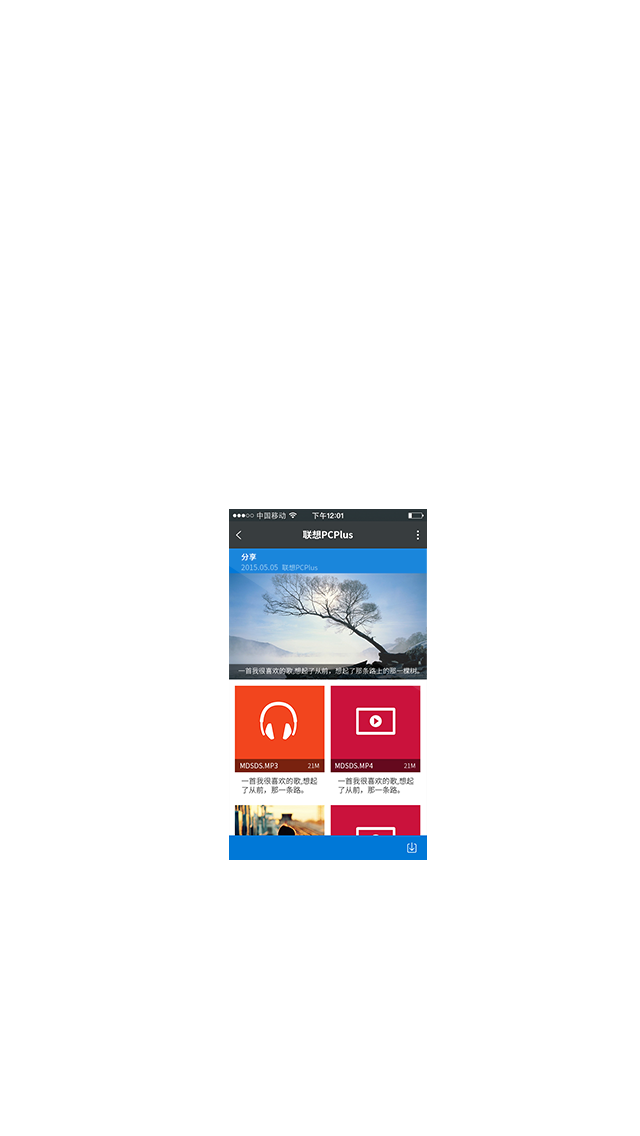 中国移动 下午12:01
联想PCPlus
分享
2015.05.05 联想PCPlus
一首我很喜欢的歌,想起了从前，想起了那条路上的那一棵树。
MDSDS.MP3 21M
MDSDS.MP4 21M
一首我很喜欢的歌,想起
了从前，那一条路。
一首我很喜欢的歌,想起
了从前，那一条路。